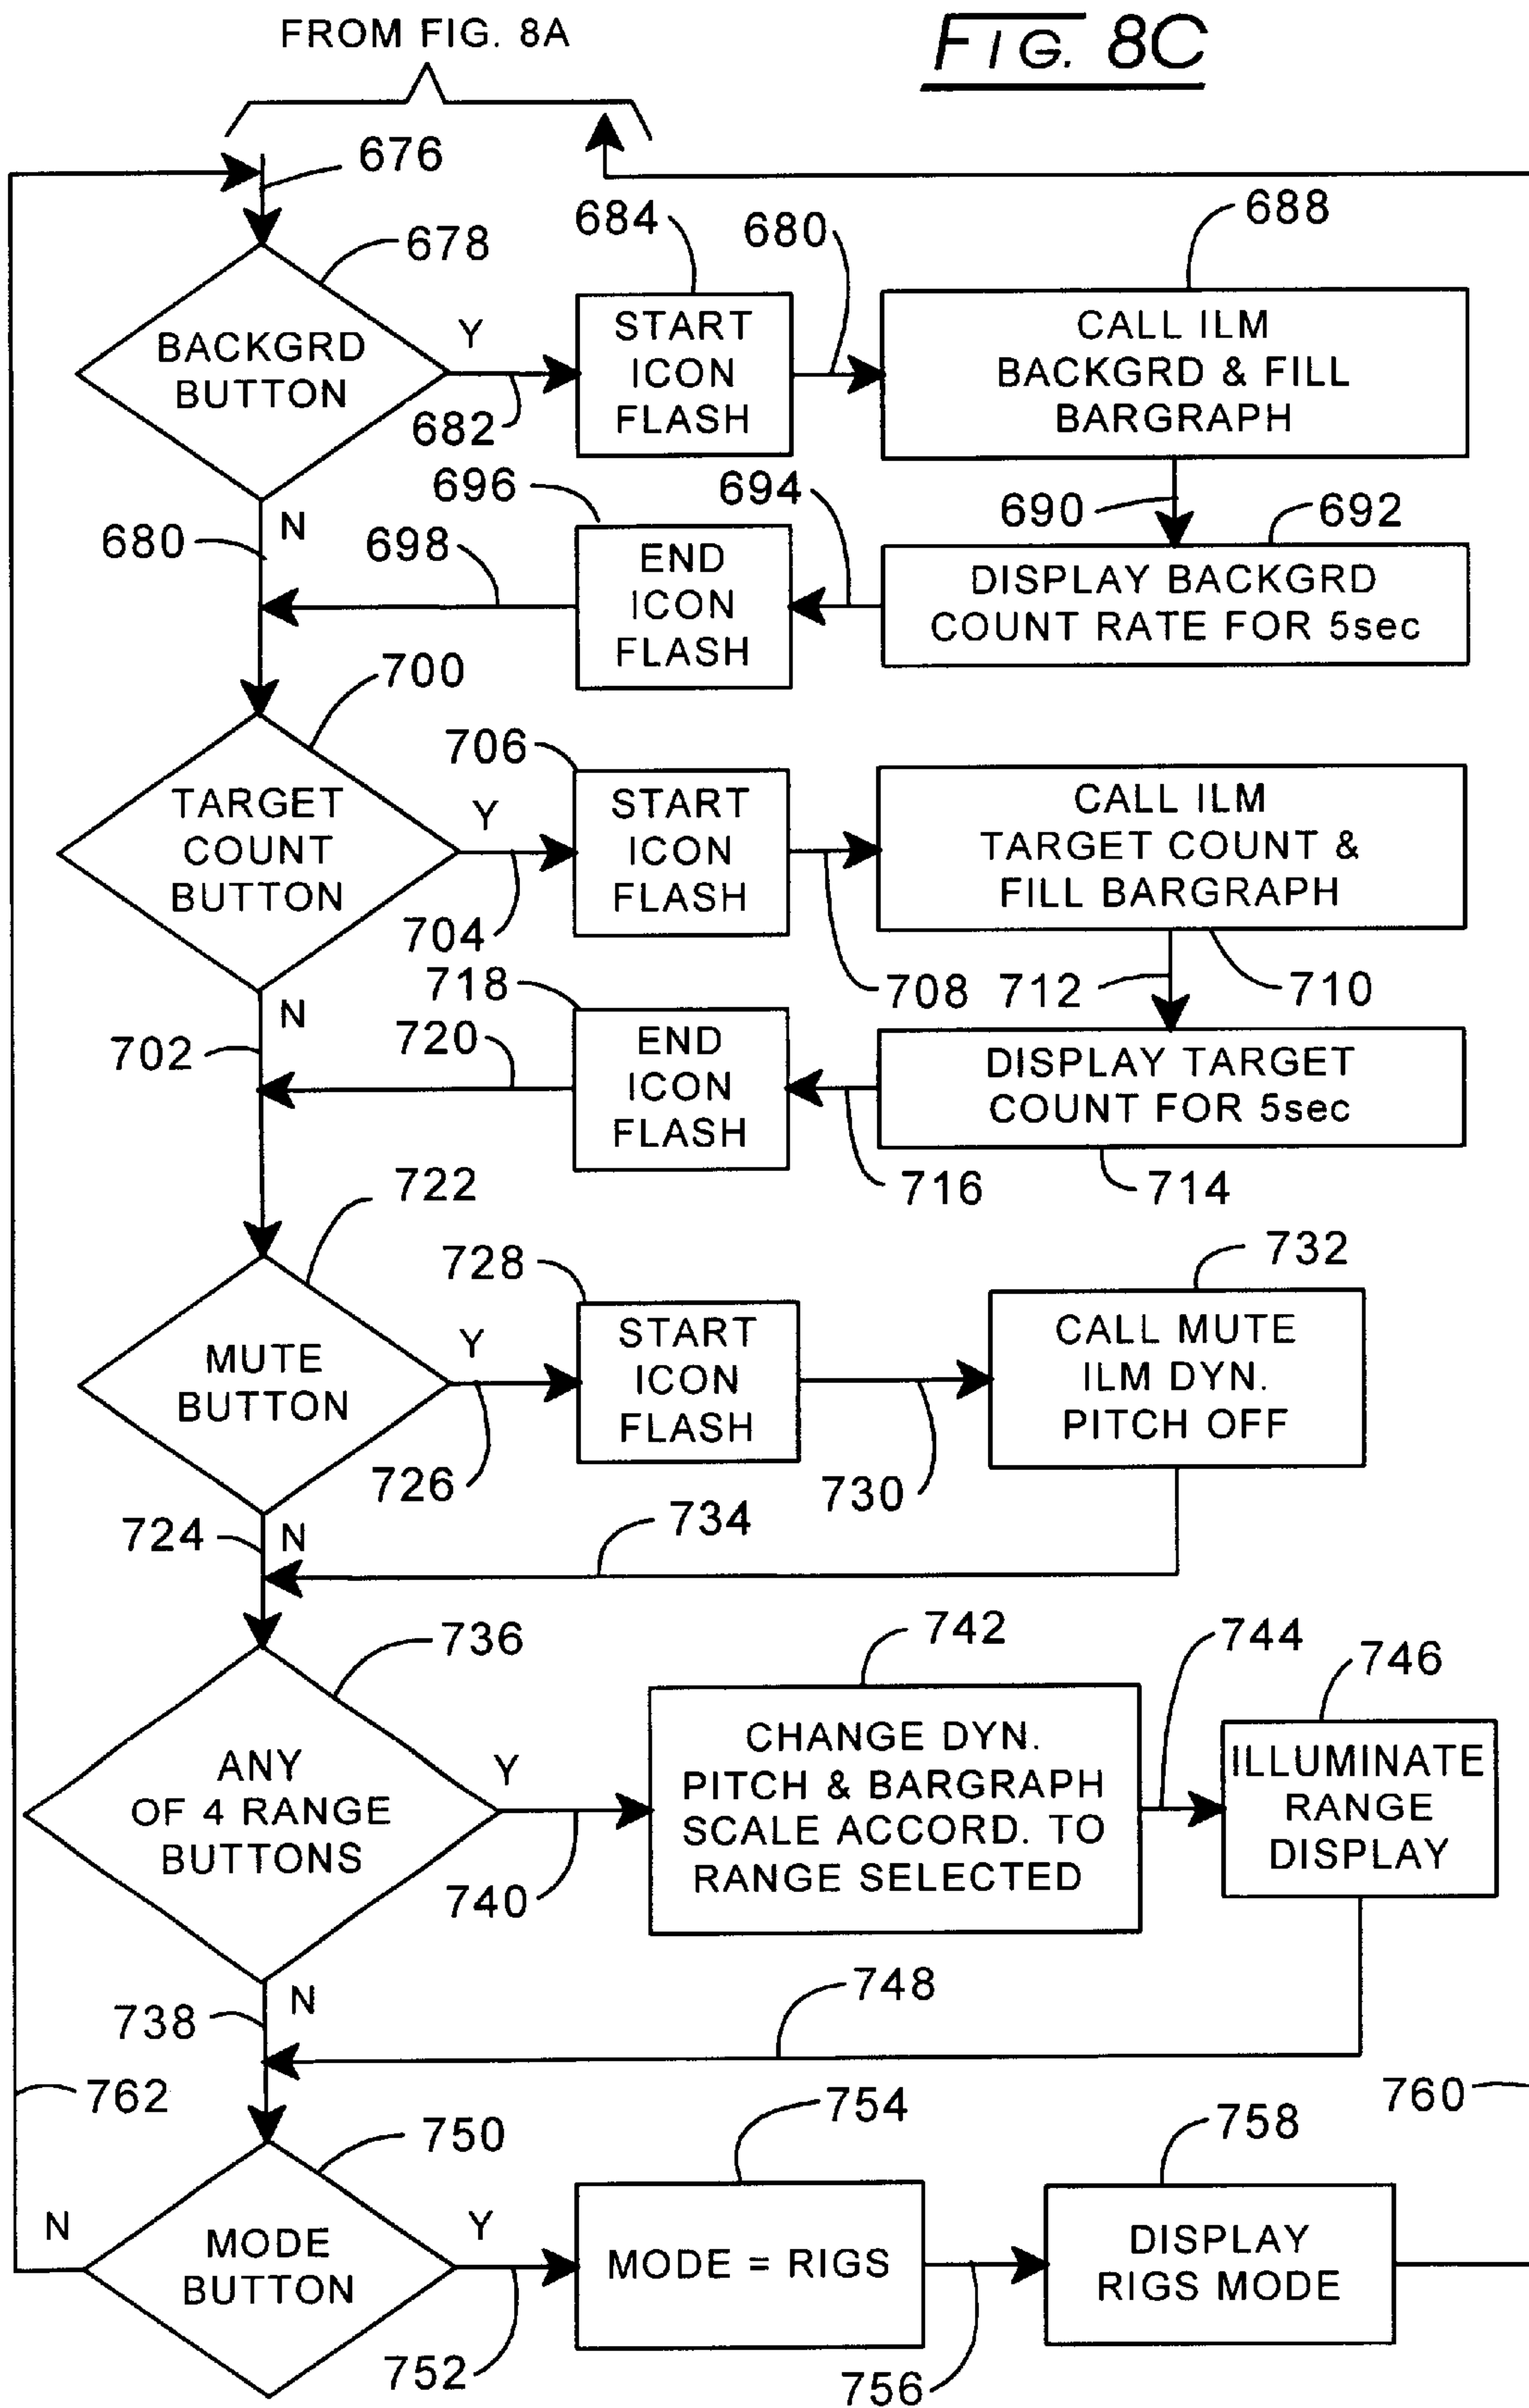 FROM FIG. 8A
FIG. 8C
676
678
684
680
688
BACKGRD
BUTTON
Y
682
START
ICON
FLASH
CALL ILM
BACKGRD & FILL
BARGRAPH
696
694
690
692
N
680
698
END
ICON
FLASH
DISPLAY BACKGRD
COUNT RATE FOR 5sec
700
706
TARGET
COUNT
BUTTON
Y
704
START
ICON
FLASH
CALL ILM
TARGET COUNT &
FILL BARGRAPH
708
712
710
718
N
702
720
END
ICON
FLASH
DISPLAY TARGET
COUNT FOR 5sec
716
714
722
728
732
MUTE
BUTTON
Y
726
START
ICON
FLASH
730
CALL MUTE
ILM DYN.
PITCH OFF
724
N
734
736
742
744
746
ANY
OF 4 RANGE
BUTTONS
Y
740
CHANGE DYN.
PITCH & BARGRAPH
SCALE ACCORD. TO
RANGE SELECTED
ILLUMINATE
RANGE
DISPLAY
N
738
748
762
760
750
754
758
N
MODE
BUTTON
Y
752
MODE = RIGS
756
DISPLAY
RIGS MODE